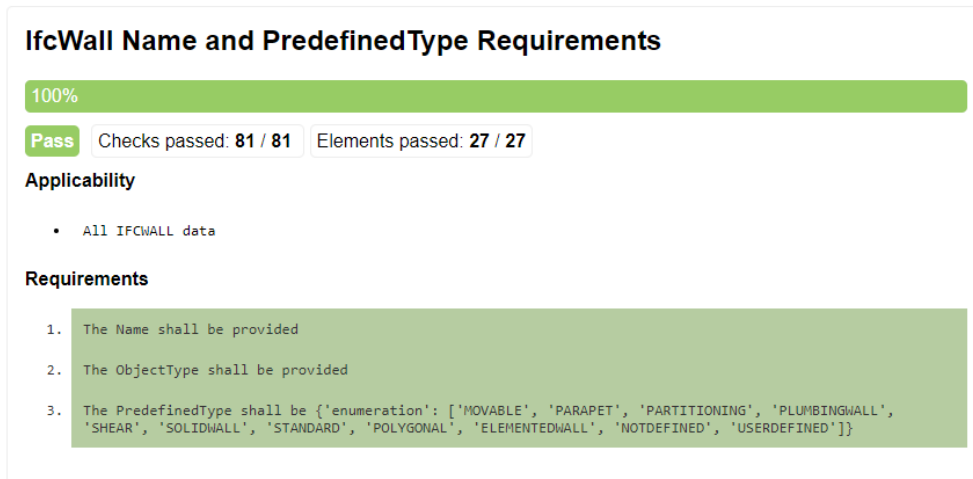 IfcWall Name and PredefinedType Requirements
100%
Pass Checks passed: 81 / 81 Elements passed: 27 / 27
Applicability
• All IFCWALL data
Requirements
1. The Name shall be provided
2. The ObjectType shall be provided
3. The PredefinedType shall be {'enumeration': ['MOVABLE', 'PARAPET', 'PARTITIONING', 'PLUMBINGWALL',
'SHEAR', 'SOLIDWALL', 'STANDARD', 'POLYGONAL', 'ELEMENTEDWALL', 'NOTDEFINED', 'USERDEFINED']}